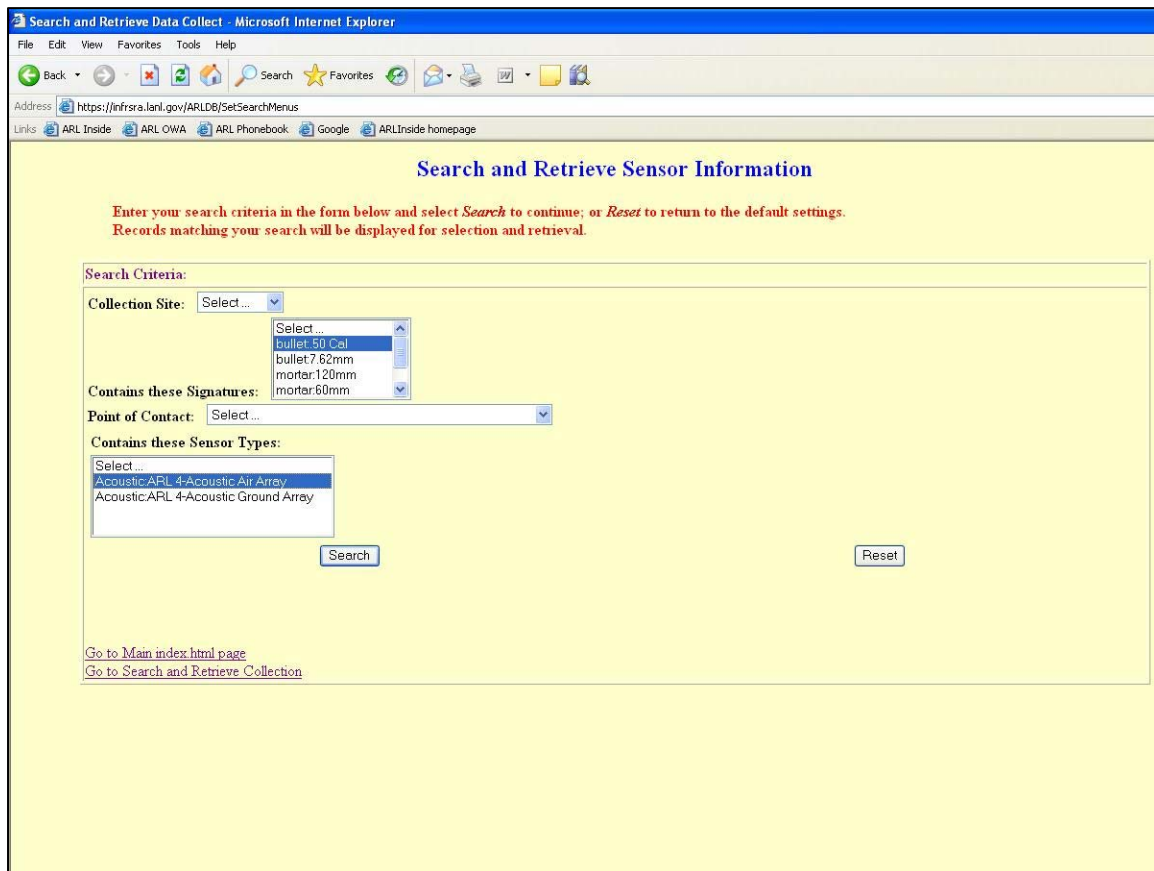 Search and Retrieve Data Collect - Microsoft Internet Explorer
File Edit View Favorites Tools Help
Back Search Favorites
Address https://infrsra.lanl.gov/ARLDB/SetSearchMenus
Links ARL Inside ARL OWA ARL Phonebook Google ARLInside homepage
Search and Retrieve Sensor Information
Enter your search criteria in the form below and select Search to continue; or Reset to return to the default settings.
Records matching your search will be displayed for selection and retrieval.
Search Criteria:
Collection Site: Select...
Select...
bullet:.50 Cal
bullet:7.62mm
mortar:120mm
Contains these Signatures: mortar:60mm
Point of Contact: Select...
Contains these Sensor Types:
Select...
Acoustic:ARL 4-Acoustic Air Array
Acoustic:ARL 4-Acoustic Ground Array
Search Reset
Go to Main index.html page
Go to Search and Retrieve Collection